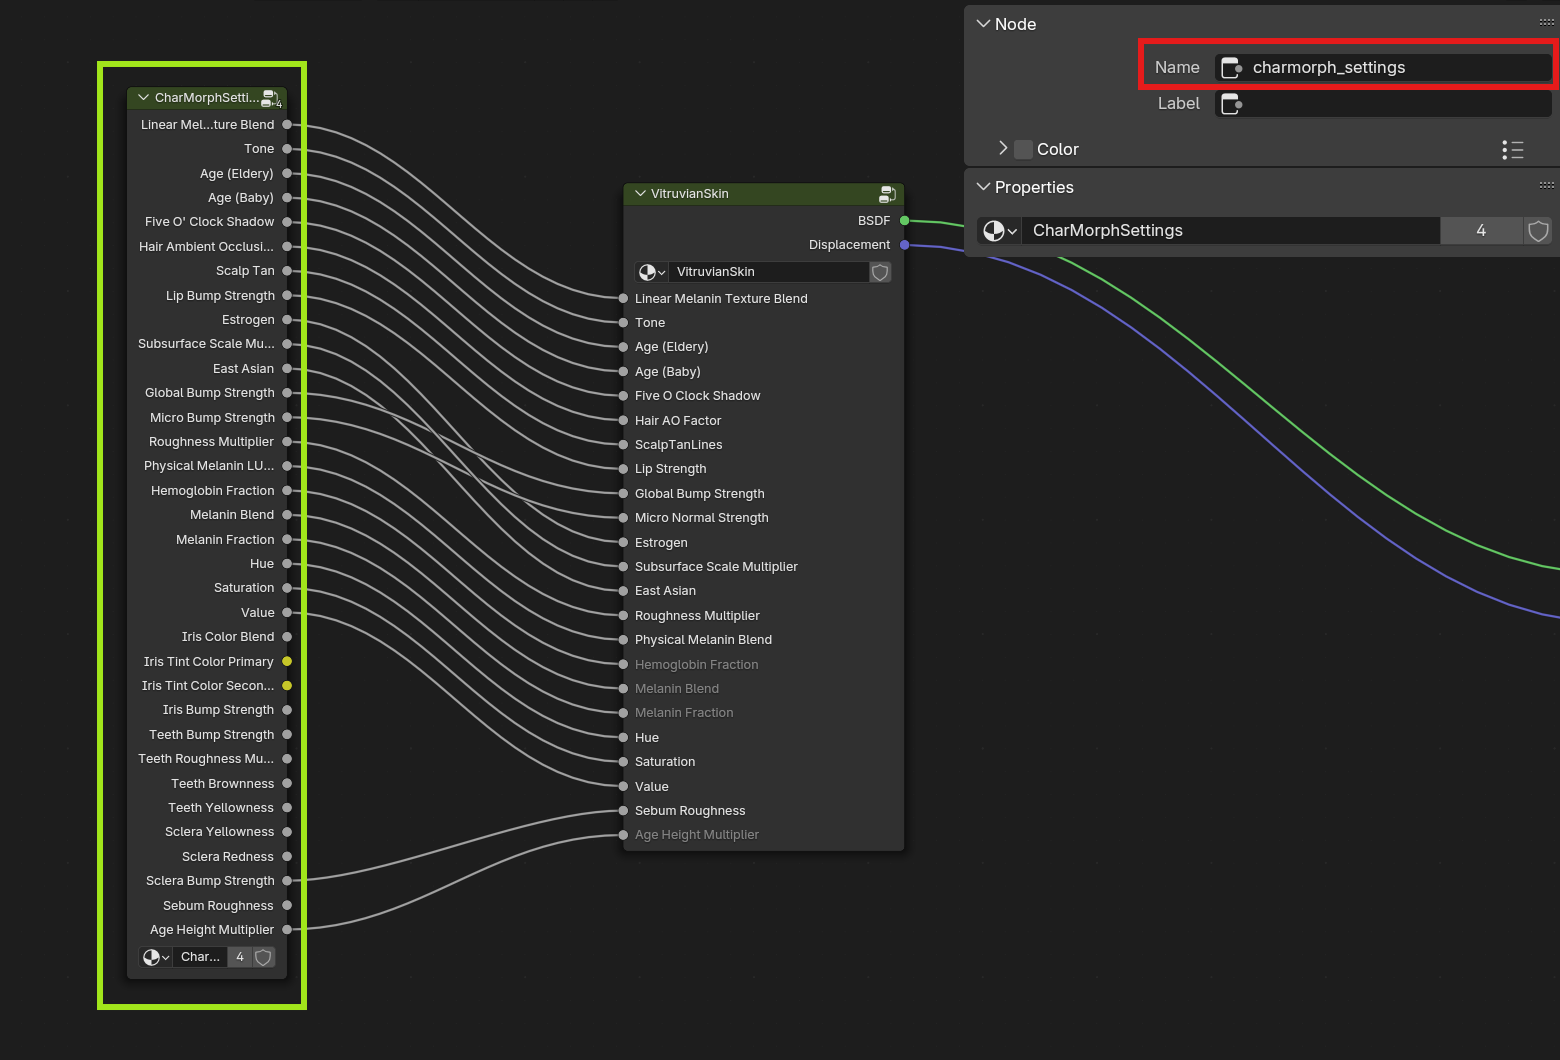 CharMorphSetti...
4
Linear Mel...ture Blend
Tone
Age (Eldery)
Age (Baby)
Five O' Clock Shadow
Hair Ambient Occlusi...
Scalp Tan
Lip Bump Strength
Estrogen
Subsurface Scale Mu...
East Asian
Global Bump Strength
Micro Bump Strength
Roughness Multiplier
Physical Melanin LU...
Hemoglobin Fraction
Melanin Blend
Melanin Fraction
Hue
Saturation
Value
Iris Color Blend
Iris Tint Color Primary
Iris Tint Color Secon...
Iris Bump Strength
Teeth Bump Strength
Teeth Roughness Mu...
Teeth Brownness
Teeth Yellowness
Sclera Yellowness
Sclera Redness
Sclera Bump Strength
Sebum Roughness
Age Height Multiplier
Char... 4
VitruvianSkin
BSDF
Displacement
VitruvianSkin
Linear Melanin Texture Blend
Tone
Age (Eldery)
Age (Baby)
Five O Clock Shadow
Hair AO Factor
ScalpTanLines
Lip Strength
Global Bump Strength
Micro Normal Strength
Estrogen
Subsurface Scale Multiplier
East Asian
Roughness Multiplier
Physical Melanin Blend
Hemoglobin Fraction
Melanin Blend
Melanin Fraction
Hue
Saturation
Value
Sebum Roughness
Age Height Multiplier
Node
Name charmorph_settings
Label
Color
Properties
CharMorphSettings 4